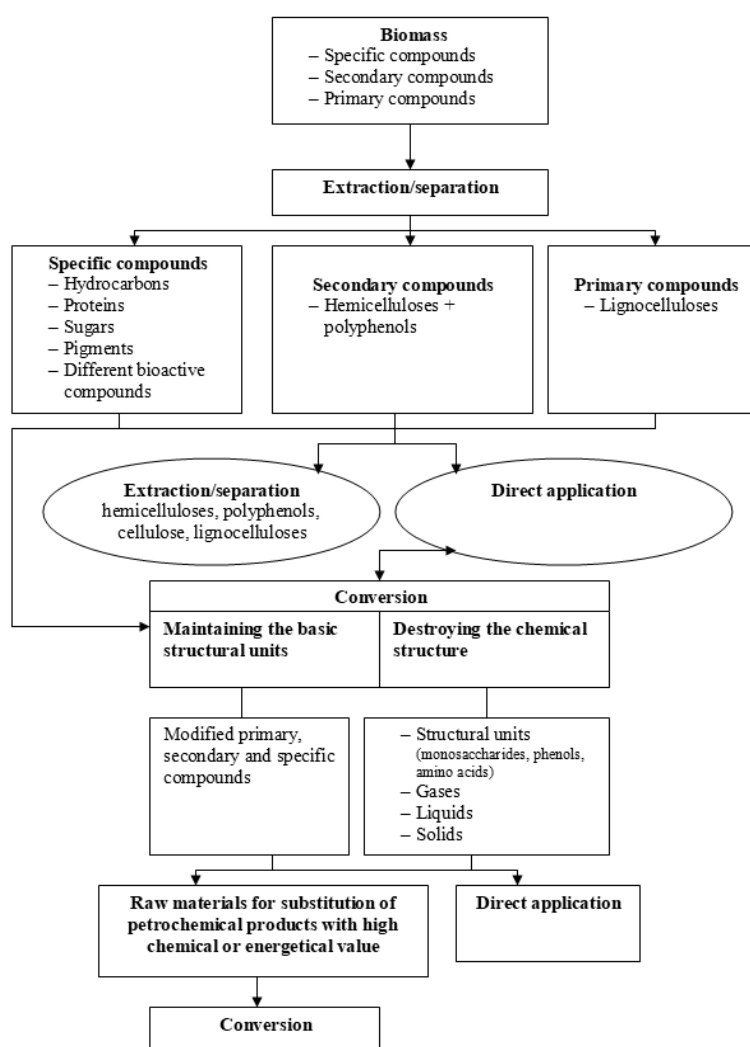 Biomass
– Specific compounds
– Secondary compounds
– Primary compounds
Extraction/separation
Specific compounds
– Hydrocarbons
– Proteins
– Sugars
– Pigments
– Different bioactive
compounds
Secondary compounds
– Hemicelluloses +
polyphenols
Primary compounds
– Lignocelluloses
Extraction/separation
hemicelluloses, polyphenols,
cellulose, lignocelluloses
Direct application
Conversion
Maintaining the basic
structural units
Destroying the chemical
structure
Modified primary,
secondary and specific
compounds
– Structural units
(monosaccharides, phenols,
amino acids)
– Gases
– Liquids
– Solids
Raw materials for substitution of
petrochemical products with high
chemical or energetical value
Direct application
Conversion